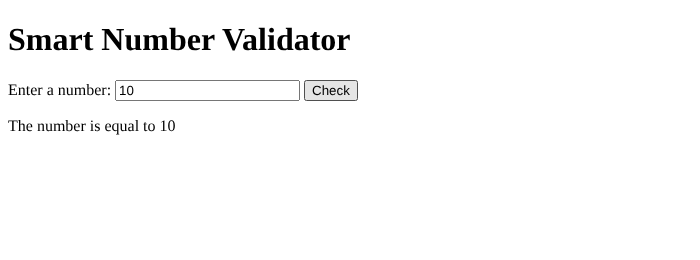 Smart Number Validator
Enter a number: 10 Check
The number is equal to 10